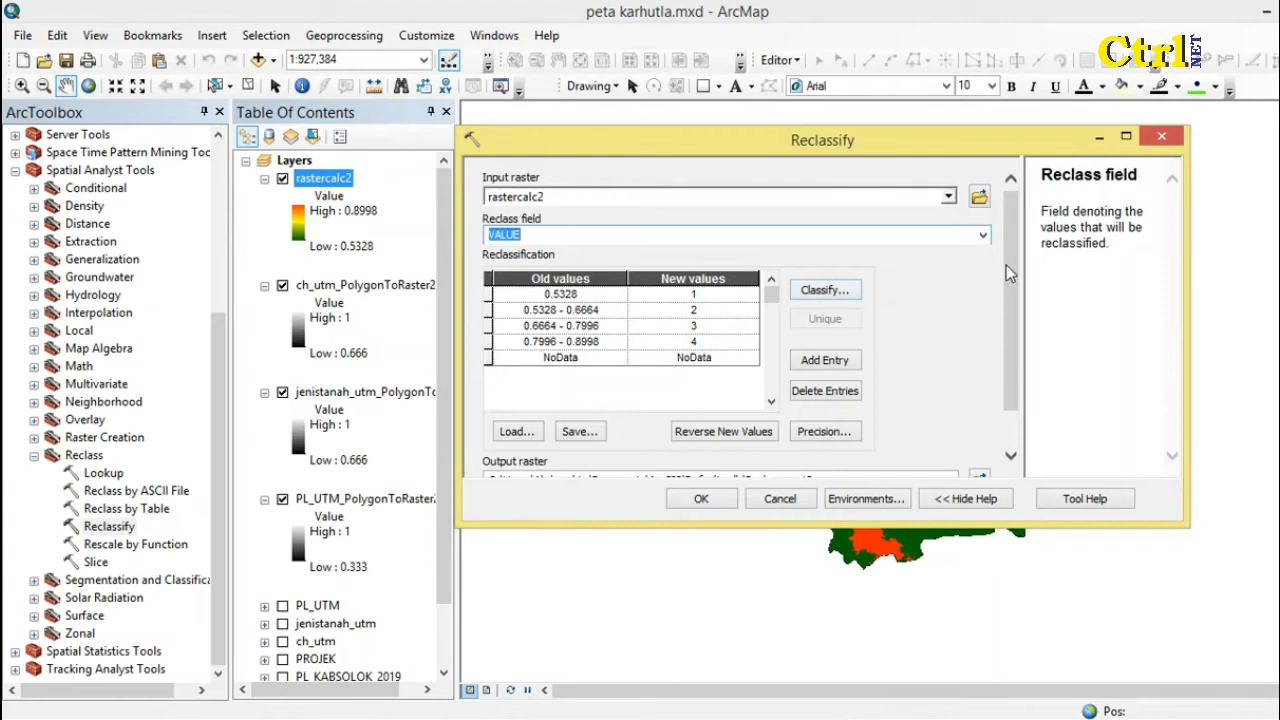 peta karhutla.mxd - ArcMap
Ctrl
NET
File Edit View Bookmarks Insert Selection Geoprocessing Customize Windows Help
1:927,384
Editor
Drawing
Arial
10
B I U A
ArcToolbox
Server Tools
Space Time Pattern Mining Too
Spatial Analyst Tools
Conditional
Density
Distance
Extraction
Generalization
Groundwater
Hydrology
Interpolation
Local
Map Algebra
Math
Multivariate
Neighborhood
Overlay
Raster Creation
Reclass
Lookup
Reclass by ASCII File
Reclass by Table
Reclassify
Rescale by Function
Slice
Segmentation and Classifica
Solar Radiation
Surface
Zonal
Spatial Statistics Tools
Tracking Analyst Tools
Table Of Contents
Layers
rastercalc2
Value
High : 0.8998
Low : 0.5328
ch_utm_PolygonToRaster2
Value
High : 1
Low : 0.666
jenistanah_utm_PolygonTo
Value
High : 1
Low : 0.666
PL_UTM_PolygonToRaster2
Value
High : 1
Low : 0.333
PL_UTM
jenistanah_utm
ch_utm
PROJEK
PL_KABSOLOK_2019
Reclassify
Input raster
rastercalc2
Reclass field
VALUE
Reclassification
Old values New values
0.5328 1
0.5328 - 0.6664 2
0.6664 - 0.7996 3
0.7996 - 0.8998 4
NoData NoData
Classify...
Unique
Add Entry
Delete Entries
Load... Save... Reverse New Values Precision...
Output raster
OK Cancel Environments... << Hide Help Tool Help
Reclass field
Field denoting the
values that will be
reclassified.
Pos: